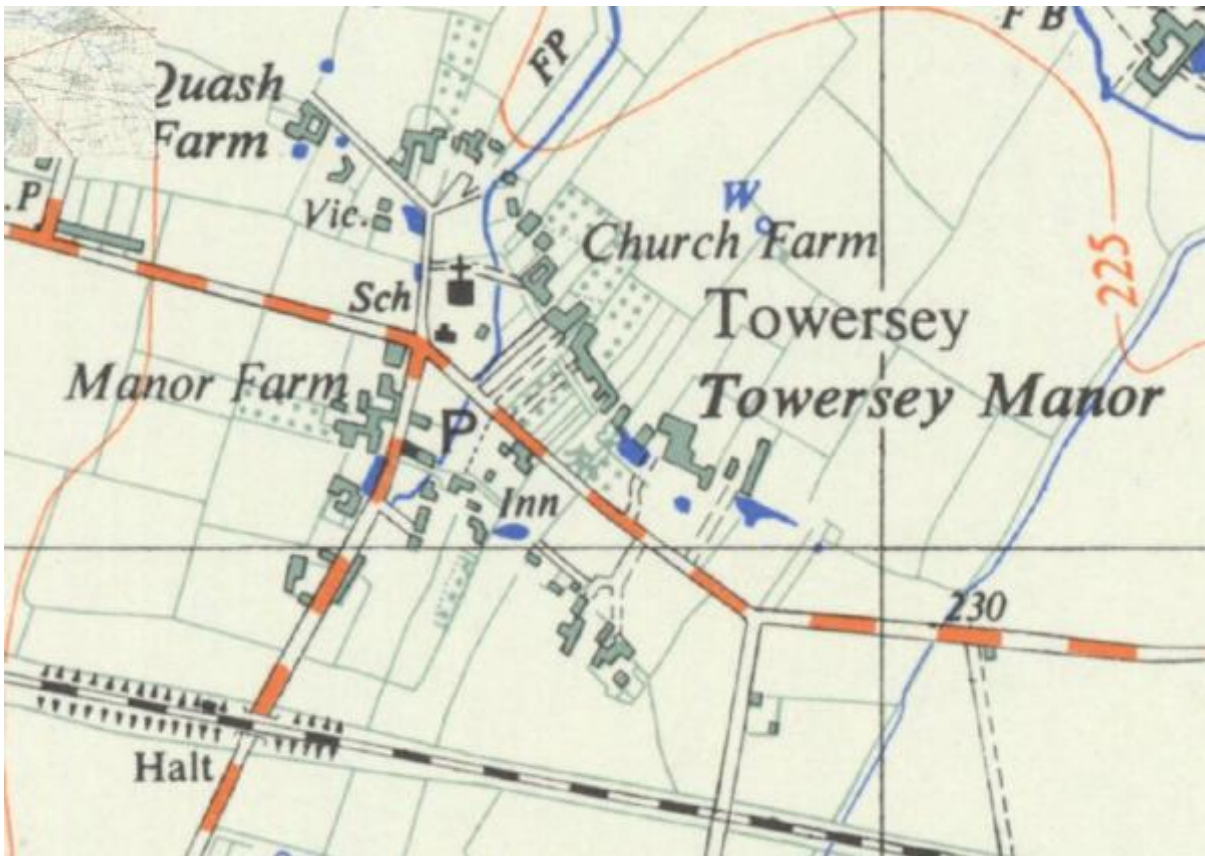 F B
FP
Quash
Farm
W
. P
Vic.
Church Farm
225
Sch
Towersey
Manor Farm
Towersey Manor
P
Inn
230
Halt